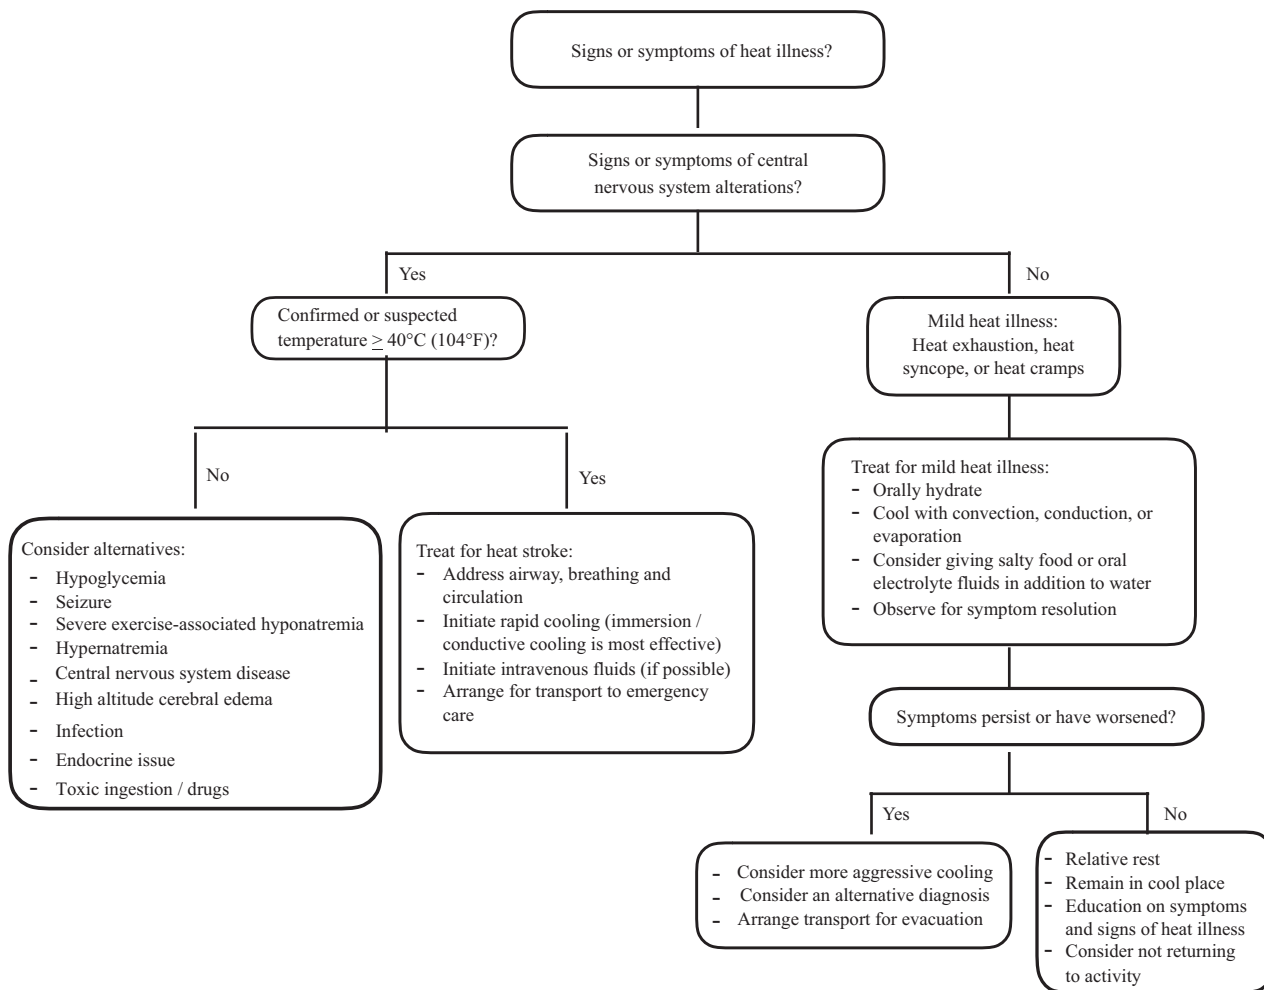 Signs or symptoms of heat illness?
Signs or symptoms of central
nervous system alterations?
Yes
No
Confirmed or suspected
temperature ≥ 40°C (104°F)?
Mild heat illness:
Heat exhaustion, heat
syncope, or heat cramps
No
Yes
Consider alternatives:
- Hypoglycemia
- Seizure
- Severe exercise-associated hyponatremia
- Hypernatremia
- Central nervous system disease
- High altitude cerebral edema
- Infection
- Endocrine issue
- Toxic ingestion / drugs
Treat for heat stroke:
- Address airway, breathing and
circulation
- Initiate rapid cooling (immersion /
conductive cooling is most effective)
- Initiate intravenous fluids (if possible)
- Arrange for transport to emergency
care
Treat for mild heat illness:
- Orally hydrate
- Cool with convection, conduction, or
evaporation
- Consider giving salty food or oral
electrolyte fluids in addition to water
- Observe for symptom resolution
Symptoms persist or have worsened?
Yes
No
- Consider more aggressive cooling
- Consider an alternative diagnosis
- Arrange transport for evacuation
- Relative rest
- Remain in cool place
- Education on symptoms
and signs of heat illness
- Consider not returning
to activity